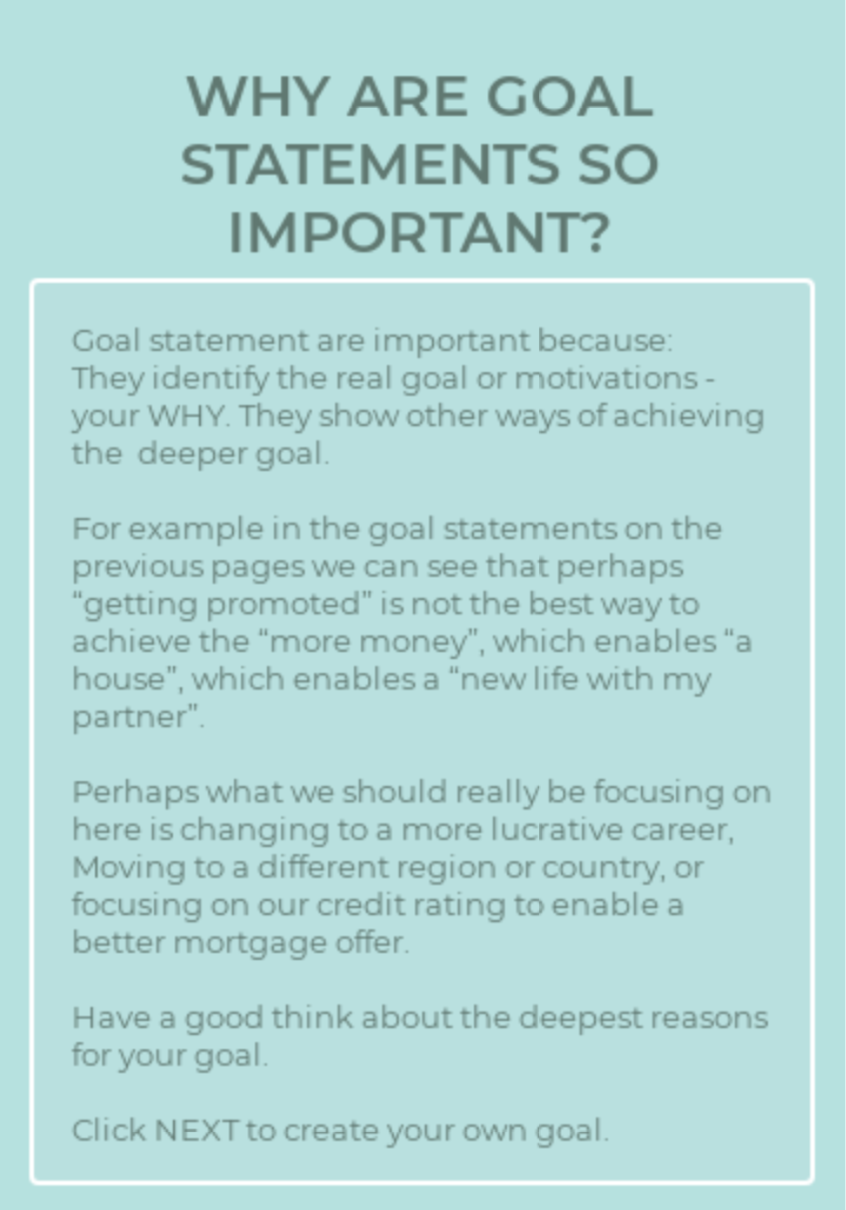 WHY ARE GOAL
STATEMENTS SO
IMPORTANT?
Goal statement are important because:
They identify the real goal or motivations -
your WHY. They show other ways of achieving
the  deeper goal.
For example in the goal statements on the
previous pages we can see that perhaps
“getting promoted” is not the best way to
achieve the “more money”, which enables “a
house”, which enables a “new life with my
partner”.
Perhaps what we should really be focusing on
here is changing to a more lucrative career,
Moving to a different region or country, or
focusing on our credit rating to enable a
better mortgage offer.
Have a good think about the deepest reasons
for your goal.
Click NEXT to create your own goal.